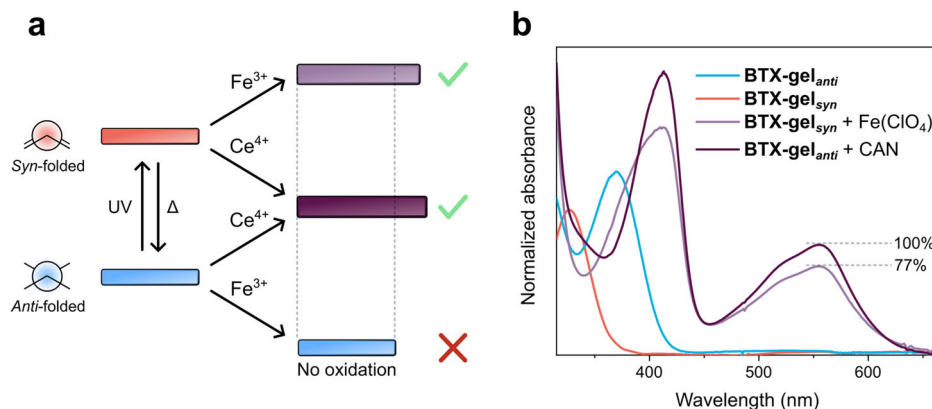 a
Syn-folded
UV
Δ
Anti-folded
Fe³⁺
Ce⁴⁺
Ce⁴⁺
Fe³⁺
No oxidation
b
Normalized absorbance
BTX-gelanti
BTX-gelsyn
BTX-gelsyn + Fe(ClO₄)
BTX-gelanti + CAN
100%
77%
400
500
600
Wavelength (nm)